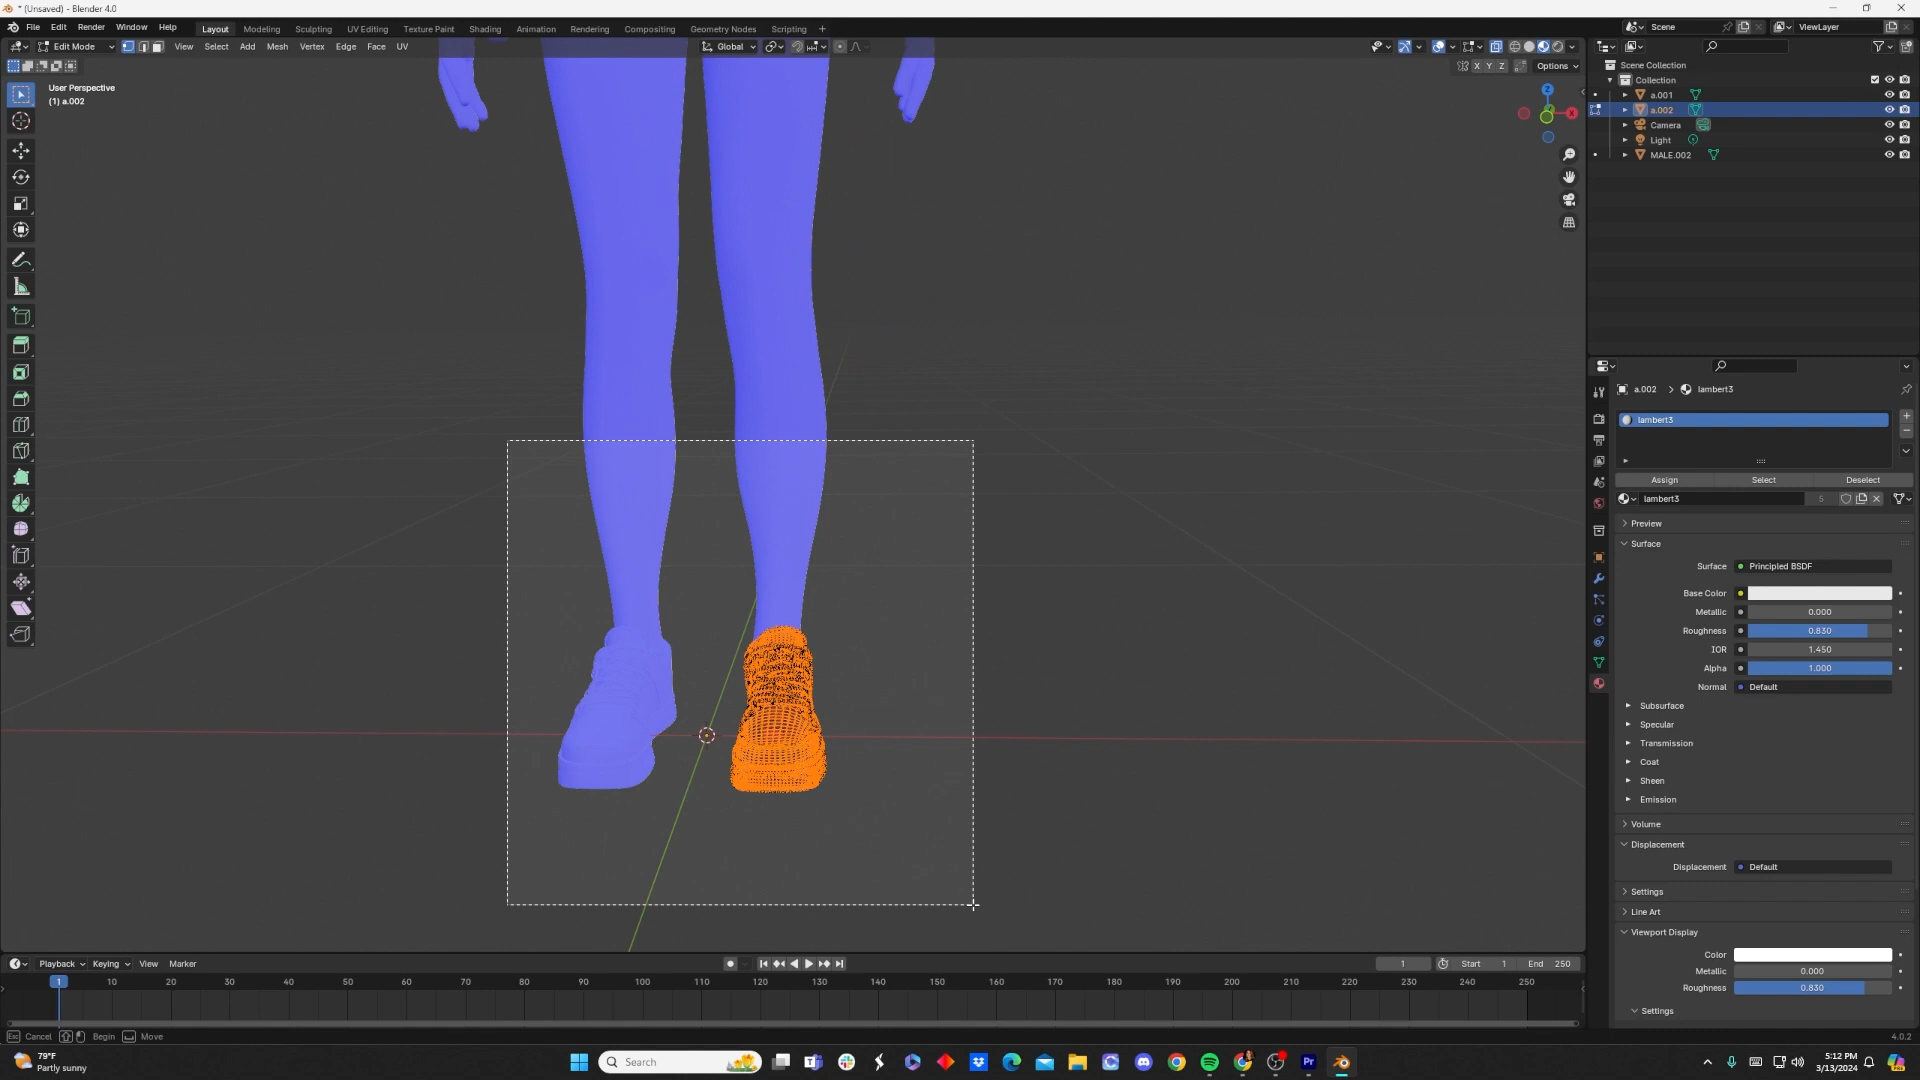 * (Unsaved) - Blender 4.0
File Edit Render Window Help
Layout Modeling Sculpting UV Editing Texture Paint Shading Animation Rendering Compositing Geometry Nodes Scripting +
Scene
ViewLayer
Edit Mode View Select Add Mesh Vertex Edge Face UV
Global
X Y Z Options
User Perspective
(1) a.002
Z
X
Scene Collection
Collection
a.001
a.002
Camera
Light
MALE.002
a.002 > lambert3
lambert3
Assign Select Deselect
lambert3 5
Preview
Surface
Surface Principled BSDF
Base Color
Metallic 0.000
Roughness 0.830
IOR 1.450
Alpha 1.000
Normal Default
Subsurface
Specular
Transmission
Coat
Sheen
Emission
Volume
Displacement
Displacement Default
Settings
Line Art
Viewport Display
Color
Metallic 0.000
Roughness 0.830
Settings
Playback Keying View Marker
1 Start 1 End 250
1 10 20 30 40 50 60 70 80 90 100 110 120 130 140 150 160 170 180 190 200 210 220 230 240 250
Esc Cancel Begin Move
4.0.2
79°F
Partly sunny
Search
Pr
5:12 PM
3/13/2024